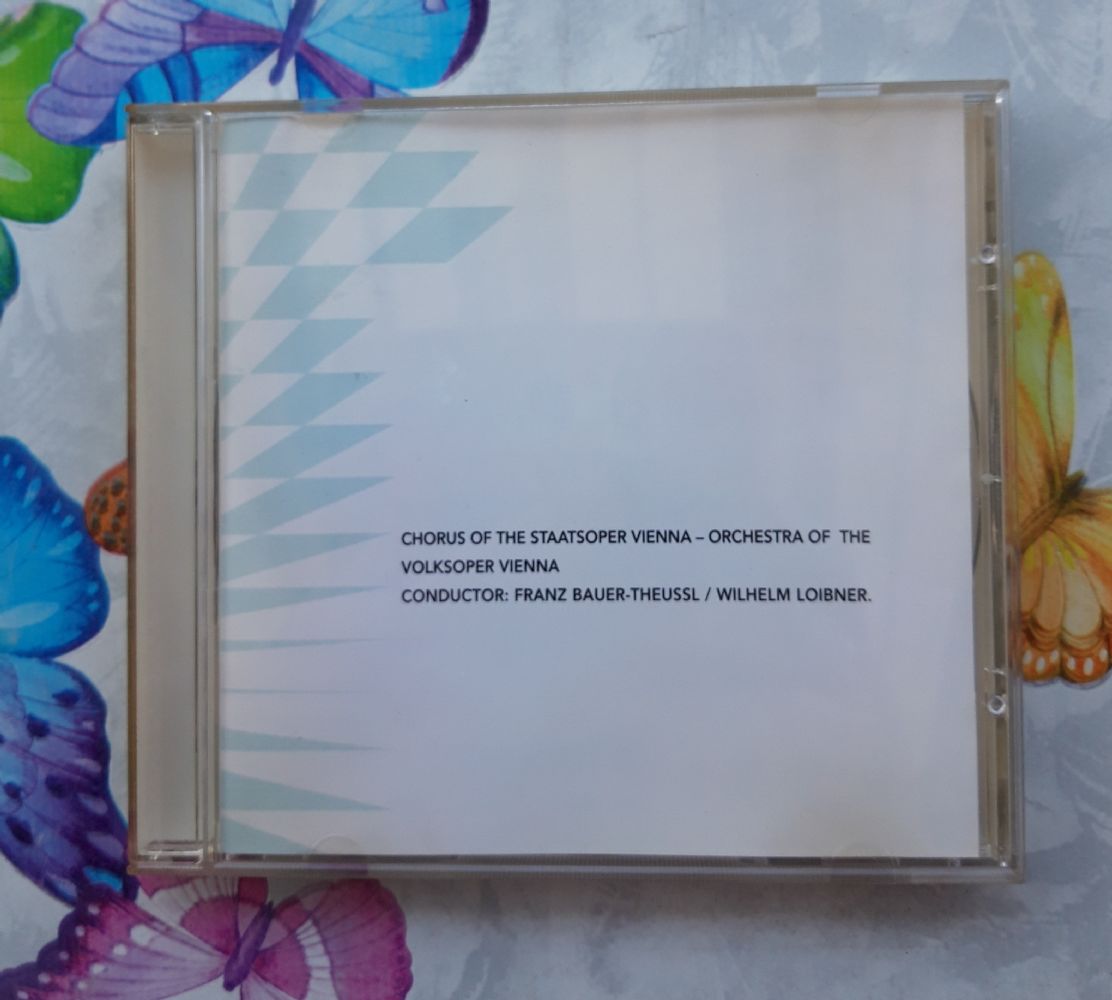 CHORUS OF THE STAATSOPER VIENNA – ORCHESTRA OF THE
VOLKSOPER VIENNA
CONDUCTOR: FRANZ BAUER-THEUSSL / WILHELM LOIBNER.